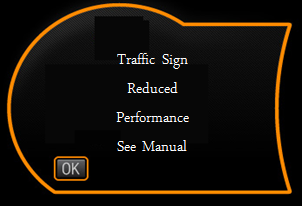 Traffic Sign
Reduced
Performance
See Manual
OK